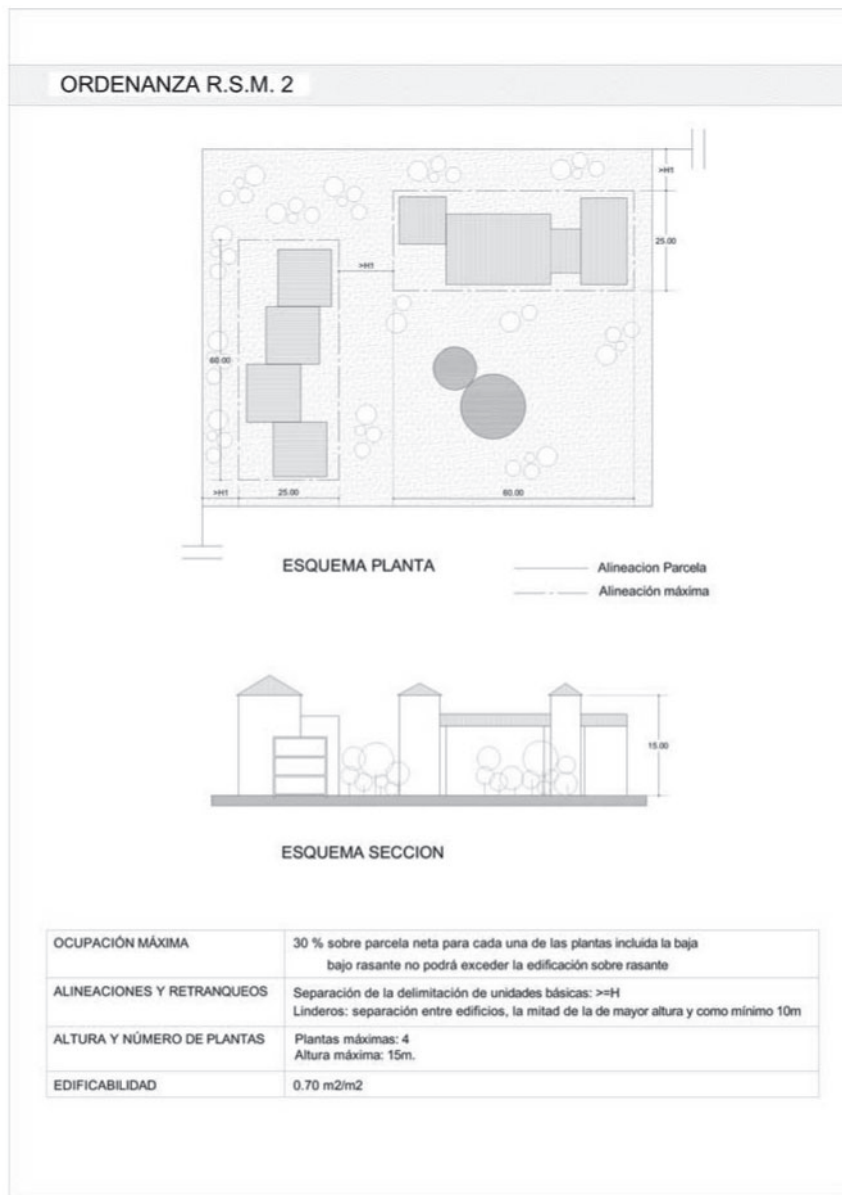 ORDENANZA R.S.M. 2
>H1
25.00
>H1
60.00
>H1
25.00
60.00
ESQUEMA PLANTA
Alineacion Parcela
Alineación máxima
15.00
ESQUEMA SECCION
OCUPACIÓN MÁXIMA
30 % sobre parcela neta para cada una de las plantas incluida la baja
bajo rasante no podrá exceder la edificación sobre rasante
ALINEACIONES Y RETRANQUEOS
Separación de la delimitación de unidades básicas: >=H
Linderos: separación entre edificios, la mitad de la de mayor altura y como mínimo 10m
ALTURA Y NÚMERO DE PLANTAS
Plantas máximas: 4
Altura máxima: 15m.
EDIFICABILIDAD
0.70 m2/m2